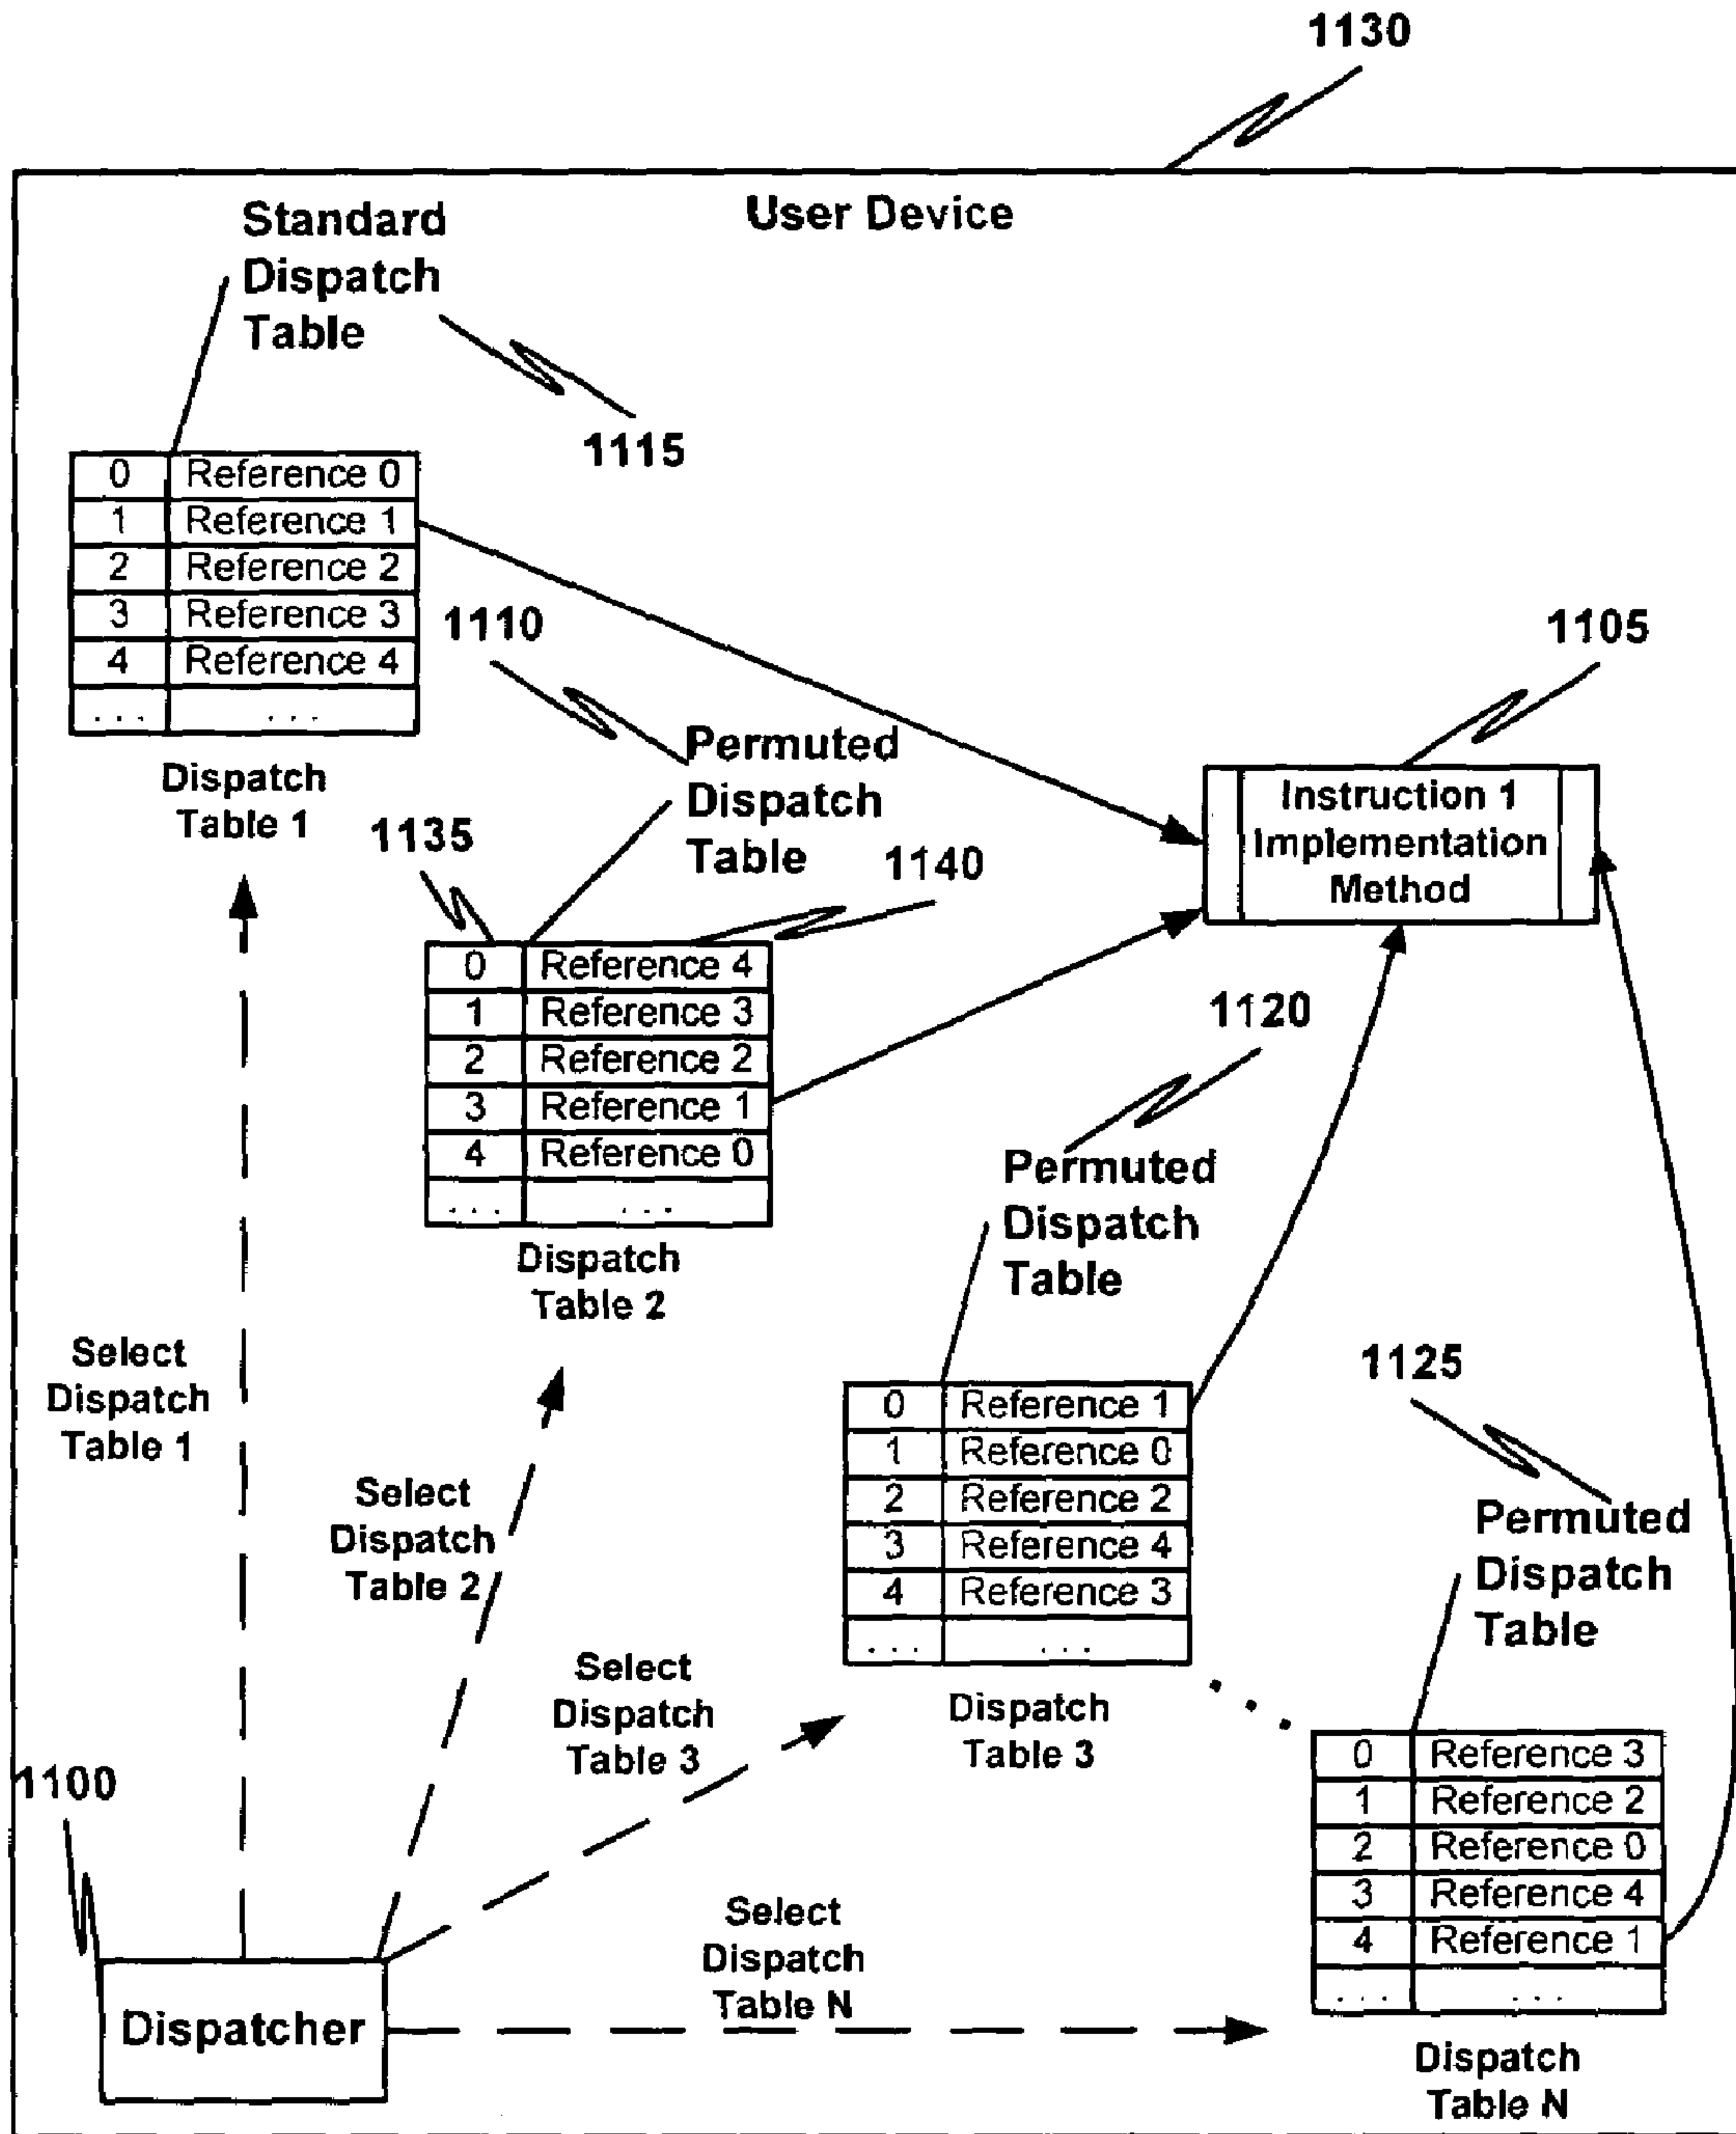 1130
User Device
Standard
Dispatch
Table
1115
0 Reference 0
1 Reference 1
2 Reference 2
3 Reference 3
4 Reference 4
... ...
Dispatch
Table 1
1110
Permuted
Dispatch
Table
1105
Instruction 1
Implementation
Method
1135
1140
0 Reference 4
1 Reference 3
2 Reference 2
3 Reference 1
4 Reference 0
... ...
Dispatch
Table 2
1120
Permuted
Dispatch
Table
0 Reference 1
1 Reference 0
2 Reference 2
3 Reference 4
4 Reference 3
... ...
Dispatch
Table 3
1125
Permuted
Dispatch
Table
0 Reference 3
1 Reference 2
2 Reference 0
3 Reference 4
4 Reference 1
... ...
Dispatch
Table N
Select
Dispatch
Table 1
Select
Dispatch
Table 2
Select
Dispatch
Table 3
Select
Dispatch
Table N
1100
Dispatcher